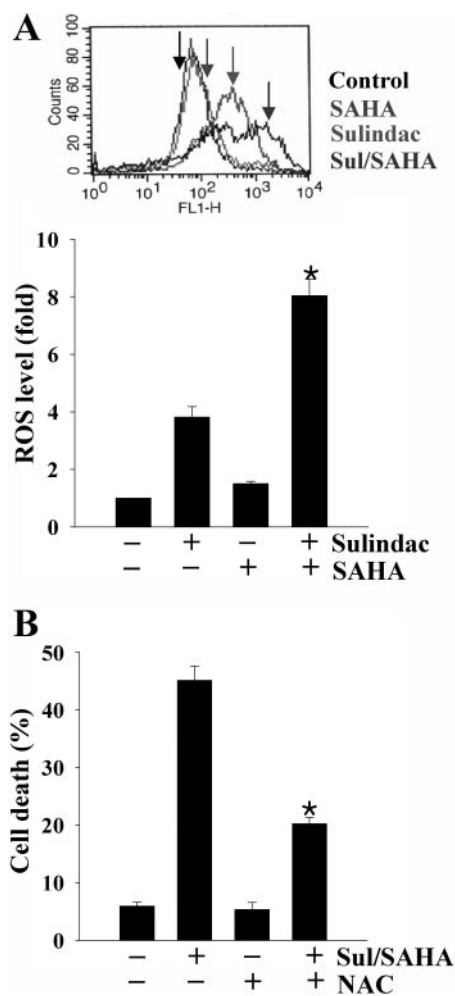 A
Counts
0 20 40 60 80 100
10^0 10^1 10^2 10^3 10^4
FL1-H
Control
SAHA
Sulindac
Sul/SAHA
ROS level (fold)
0 2 4 6 8 10
*
− + − + Sulindac
− − + + SAHA
B
Cell death (%)
0 10 20 30 40 50
*
− + − + Sul/SAHA
− − + + NAC